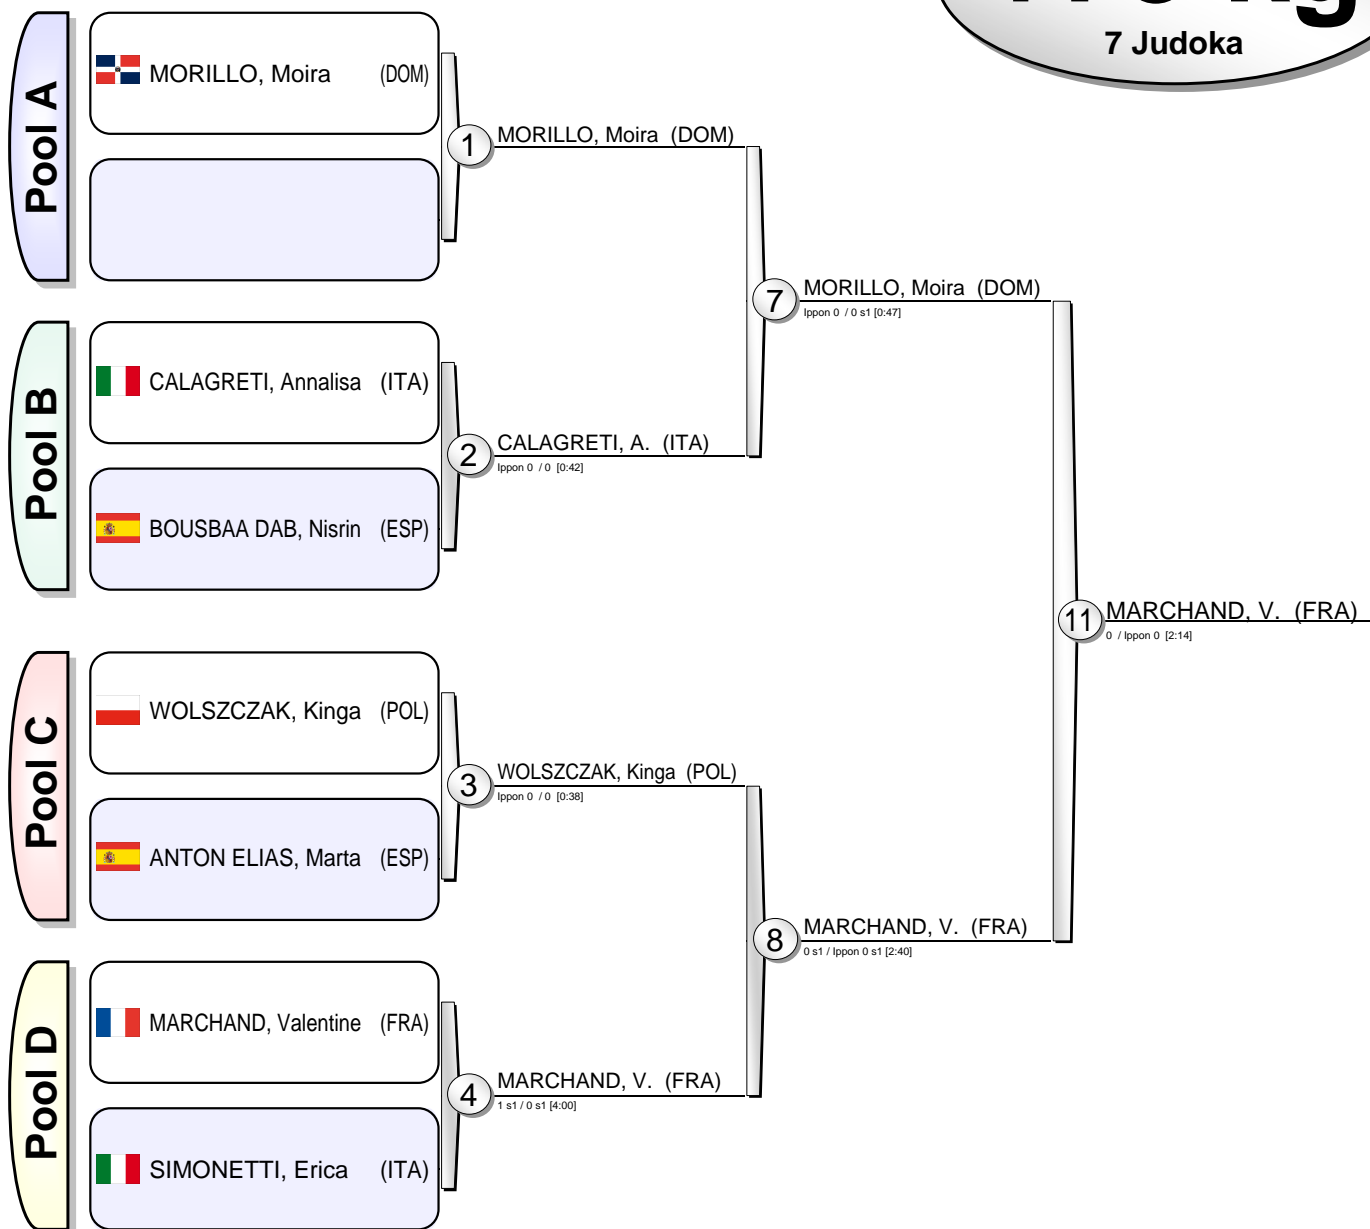 7 Judoka
Pool A
MORILLO, Moira (DOM)
1
MORILLO, Moira (DOM)
7
MORILLO, Moira (DOM)
Ippon 0 / 0 s1 [0:47]
Pool B
CALAGRETI, Annalisa (ITA)
2
CALAGRETI, A. (ITA)
Ippon 0 / 0 [0:42]
BOUSBAA DAB, Nisrin (ESP)
11
MARCHAND, V. (FRA)
0 / Ippon 0 [2:14]
Pool C
WOLSZCZAK, Kinga (POL)
3
WOLSZCZAK, Kinga (POL)
Ippon 0 / 0 [0:38]
ANTON ELIAS, Marta (ESP)
8
MARCHAND, V. (FRA)
0 s1 / Ippon 0 s1 [2:40]
Pool D
MARCHAND, Valentine (FRA)
4
MARCHAND, V. (FRA)
1 s1 / 0 s1 [4:00]
SIMONETTI, Erica (ITA)